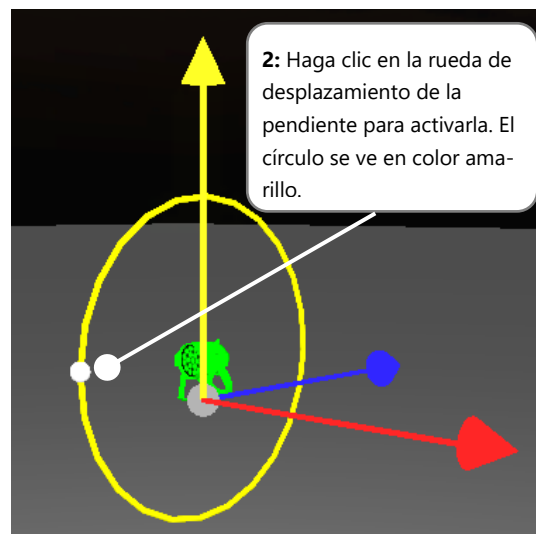 2: Haga clic en la rueda de
desplazamiento de la
pendiente para activarla. El
círculo se ve en color ama-
rillo.